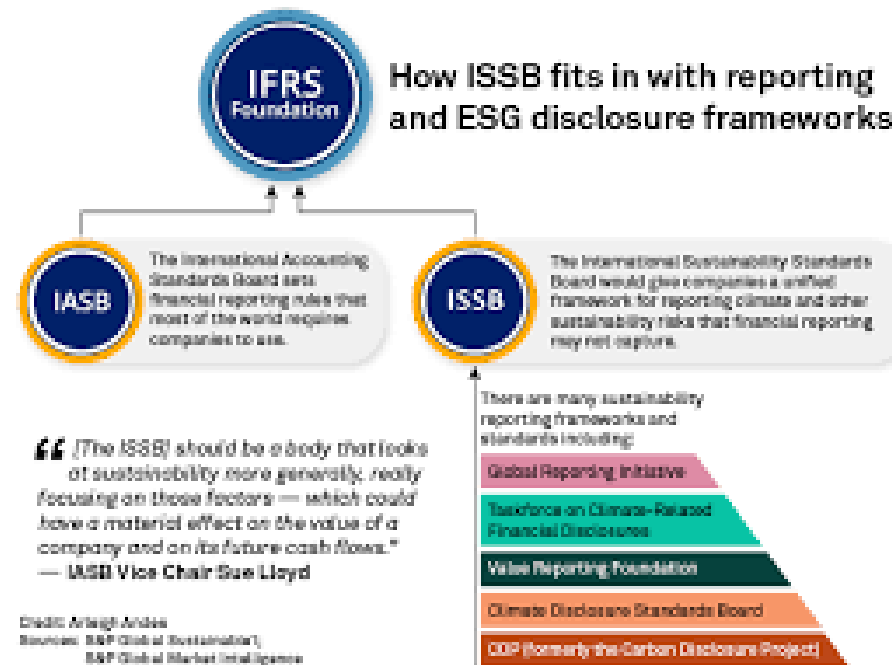 IFRS
Foundation
How ISSB fits in with reporting
and ESG disclosure frameworks
IASB
The International Accounting
Standards Board sets
financial reporting rules that
most of the world requires
companies to use.
ISSB
The International Sustainability Standards
Board would give companies a unified
framework for reporting climate and other
sustainability risks that financial reporting
may not capture.
“ [The ISSB] should be a body that looks
at sustainability more generally, really
focusing on those factors — which could
have a material effect on the value of a
company and on its future cash flows."
— IASB Vice Chair Sue Lloyd
There are many sustainability
reporting frameworks and
standards including:
Global Reporting Initiative
Taskforce on Climate-Related
Financial Disclosures
Value Reporting Foundation
Climate Disclosure Standards Board
CDP (formerly the Carbon Disclosure Project)
Credit: Arleigh Andes
Sources: S&P Global Sustainable1;
S&P Global Market Intelligence